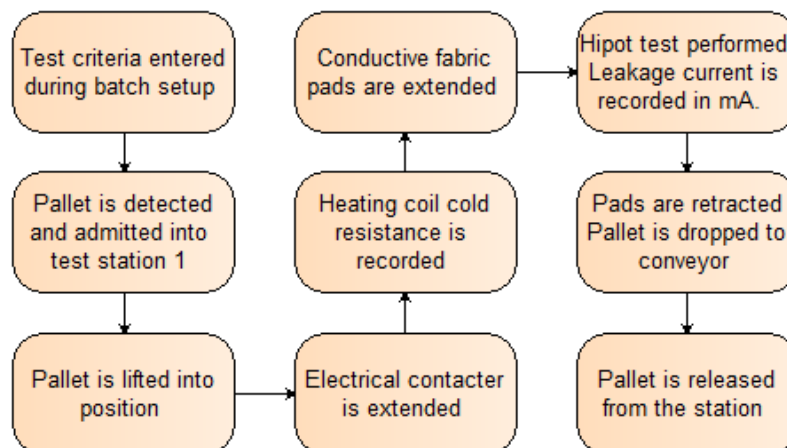 Test criteria entered
during batch setup
Pallet is detected
and admitted into
test station 1
Pallet is lifted into
position
Electrical contacter
is extended
Heating coil cold
resistance is
recorded
Conductive fabric
pads are extended
Hipot test performed
Leakage current is
recorded in mA.
Pads are retracted
Pallet is dropped to
conveyor
Pallet is released
from the station